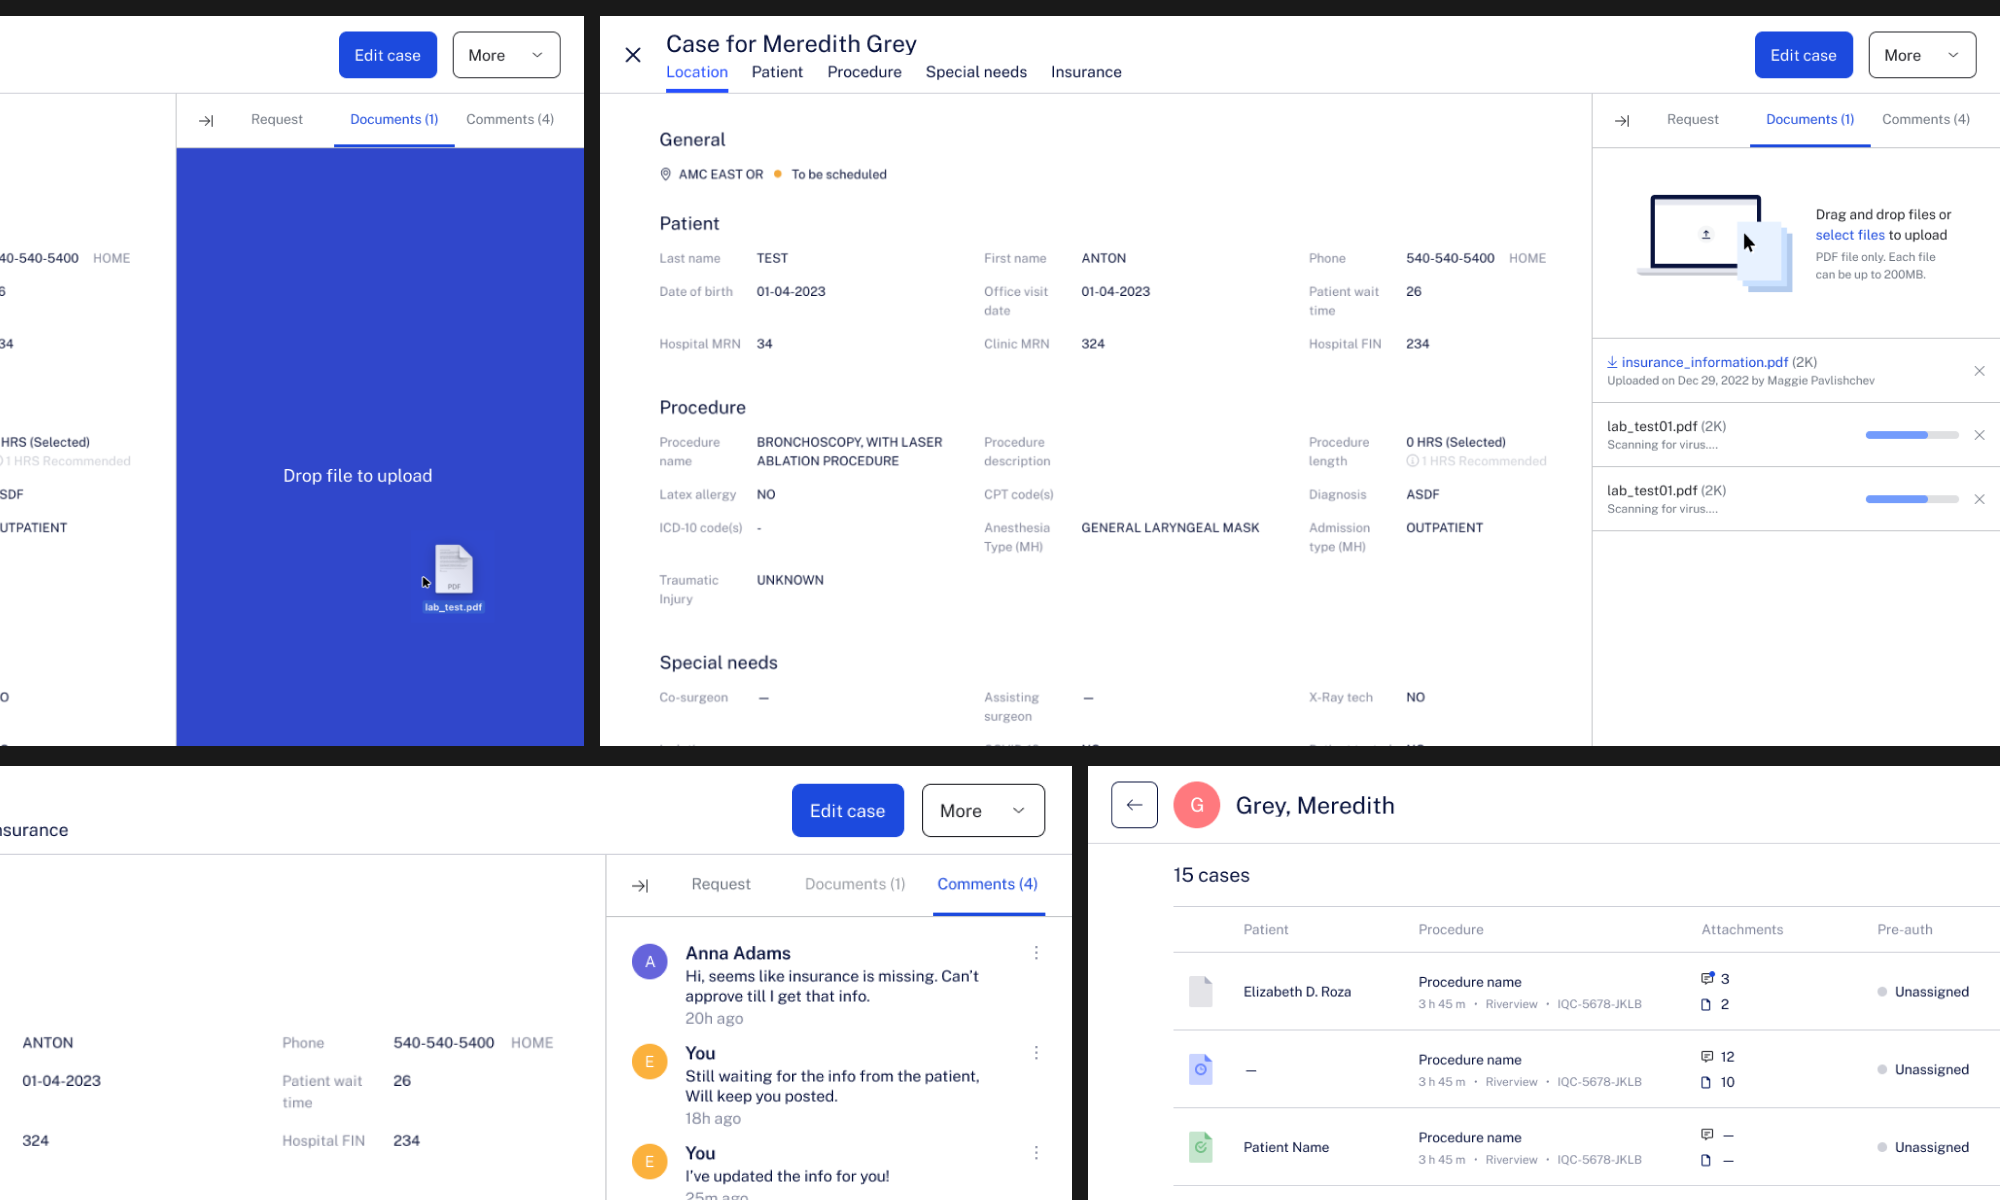 Edit case
More
Request
Documents (1)
Comments (4)
40-540-5400 HOME
6
34
HRS (Selected)
1 HRS Recommended
ASDF
UTPATIENT
O
Drop file to upload
PDF
lab_test.pdf
Case for Meredith Grey
Location Patient Procedure Special needs Insurance
Edit case
More
General
AMC EAST OR To be scheduled
Patient
Last name TEST First name ANTON Phone 540-540-5400 HOME
Date of birth 01-04-2023 Office visit date 01-04-2023 Patient wait time 26
Hospital MRN 34 Clinic MRN 324 Hospital FIN 234
Procedure
Procedure name BRONCHOSCOPY, WITH LASER ABLATION PROCEDURE Procedure description Procedure length 0 HRS (Selected)
1 HRS Recommended
Latex allergy NO CPT code(s) Diagnosis ASDF
ICD-10 code(s) - Anesthesia Type (MH) GENERAL LARYNGEAL MASK Admission type (MH) OUTPATIENT
Traumatic Injury UNKNOWN
Special needs
Co-surgeon — Assisting surgeon — X-Ray tech NO
Request Documents (1) Comments (4)
Drag and drop files or
select files to upload
PDF file only. Each file
can be up to 200MB.
insurance_information.pdf (2K)
Uploaded on Dec 29, 2022 by Maggie Pavlishchev
lab_test01.pdf (2K)
Scanning for virus....
lab_test01.pdf (2K)
Scanning for virus....
nsurance
Edit case
More
Request Documents (1) Comments (4)
ANTON Phone 540-540-5400 HOME
01-04-2023 Patient wait time 26
324 Hospital FIN 234
A
Anna Adams
Hi, seems like insurance is missing. Can't
approve till I get that info.
20h ago
E
You
Still waiting for the info from the patient,
Will keep you posted.
18h ago
E
You
I've updated the info for you!
25m ago
G
Grey, Meredith
15 cases
Patient Procedure Attachments Pre-auth
Elizabeth D. Roza Procedure name 3 Unassigned
3 h 45 m • Riverview • IQC-5678-JKLB 2
— Procedure name 12 Unassigned
3 h 45 m • Riverview • IQC-5678-JKLB 10
Patient Name Procedure name — Unassigned
3 h 45 m • Riverview • IQC-5678-JKLB —